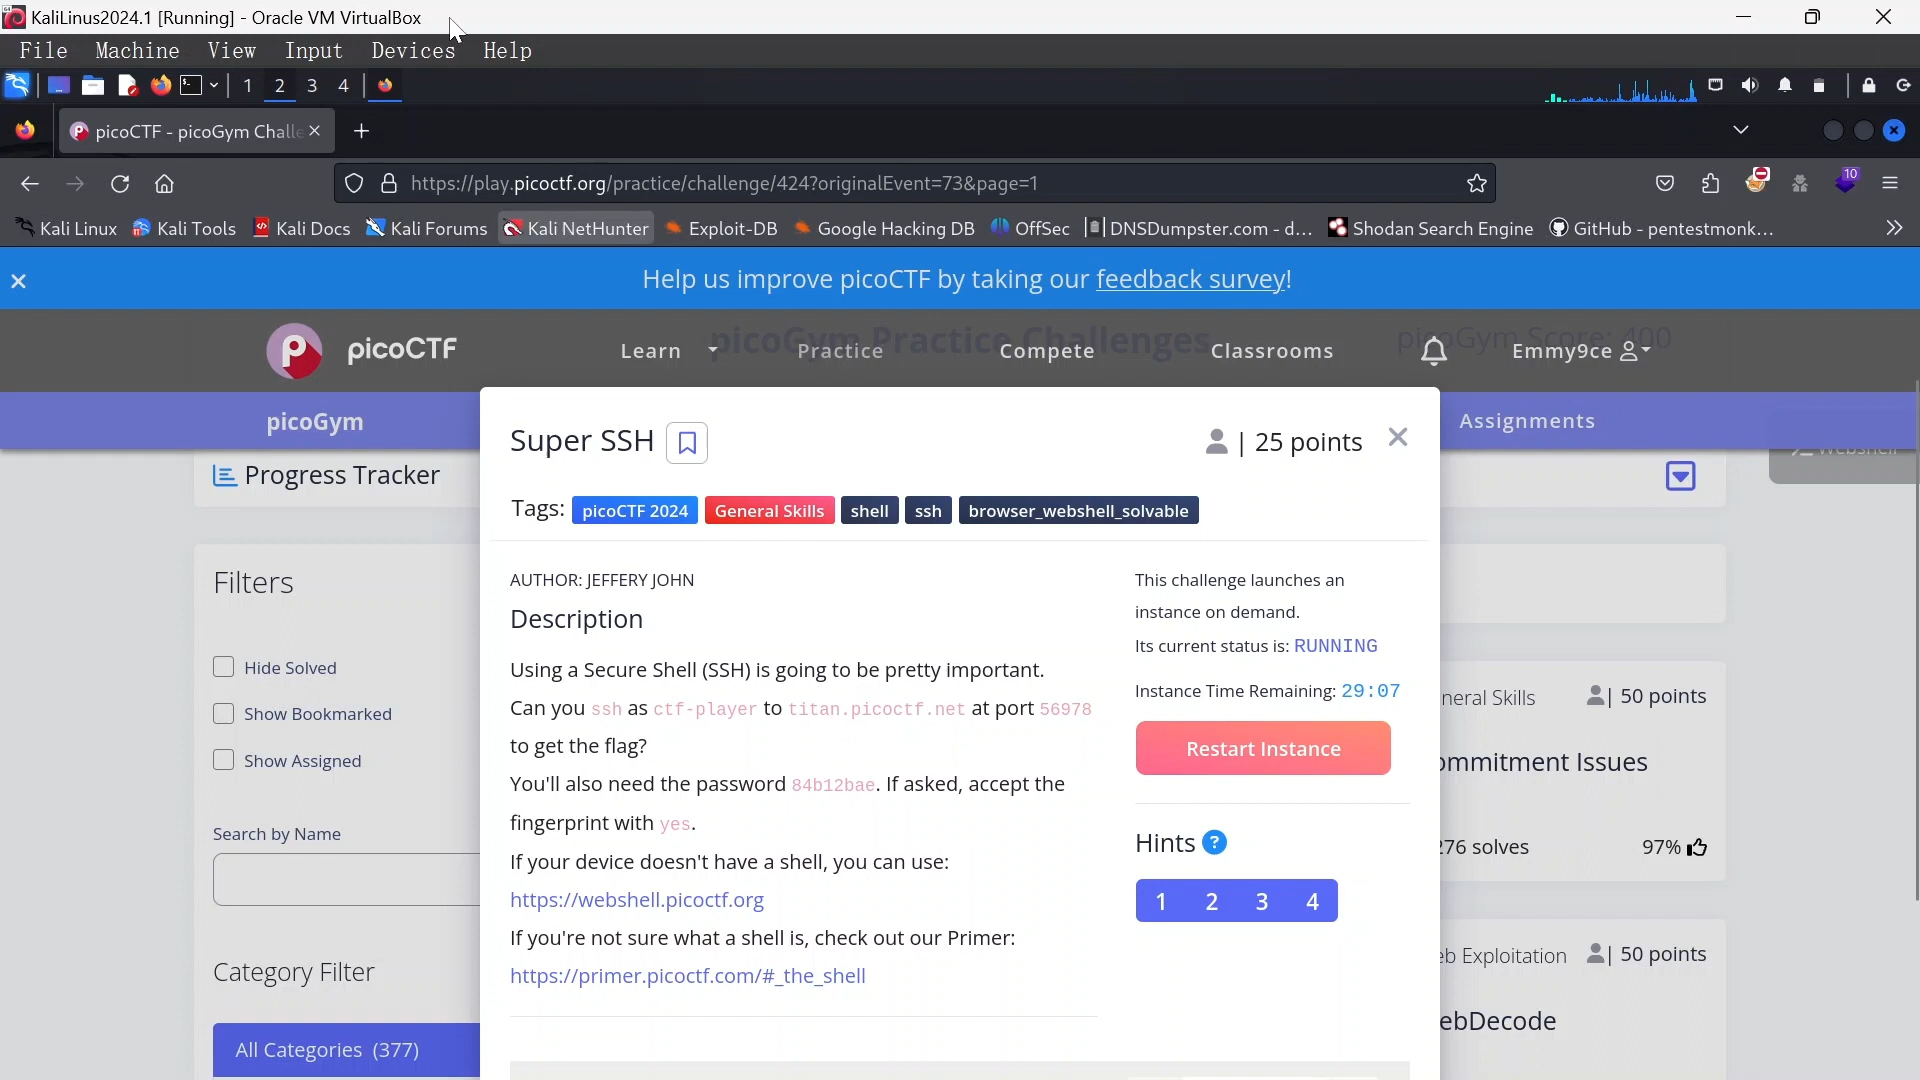 KaliLinus2024.1 [Running] - Oracle VM VirtualBox
File Machine View Input Devices Help
1 2 3 4
picoCTF - picoGym Challe
https://play.picoctf.org/practice/challenge/424?originalEvent=73&page=1
10
Kali Linux Kali Tools Kali Docs Kali Forums Kali NetHunter Exploit-DB Google Hacking DB OffSec DNSDumpster.com - d... Shodan Search Engine GitHub - pentestmonk...
Help us improve picoCTF by taking our feedback survey!
picoGym Practice Challenges
picoGym Score: 400
picoCTF Learn Practice Compete Classrooms Emmy9ce
picoGym
Assignments
Webshell
Progress Tracker
Super SSH
| 25 points
Tags: picoCTF 2024 General Skills shell ssh browser_webshell_solvable
Filters
Hide Solved
Show Bookmarked
Show Assigned
Search by Name
Category Filter
All Categories (377)
AUTHOR: JEFFERY JOHN
Description
Using a Secure Shell (SSH) is going to be pretty important.
Can you ssh as ctf-player to titan.picoctf.net at port 56978
to get the flag?
You'll also need the password 84b12bae. If asked, accept the
fingerprint with yes.
If your device doesn't have a shell, you can use:
https://webshell.picoctf.org
If you're not sure what a shell is, check out our Primer:
https://primer.picoctf.com/#_the_shell
This challenge launches an
instance on demand.
Its current status is: RUNNING
Instance Time Remaining: 29:07
Restart Instance
Hints ?
1 2 3 4
neral Skills | 50 points
ommitment Issues
276 solves 97%
eb Exploitation | 50 points
ebDecode